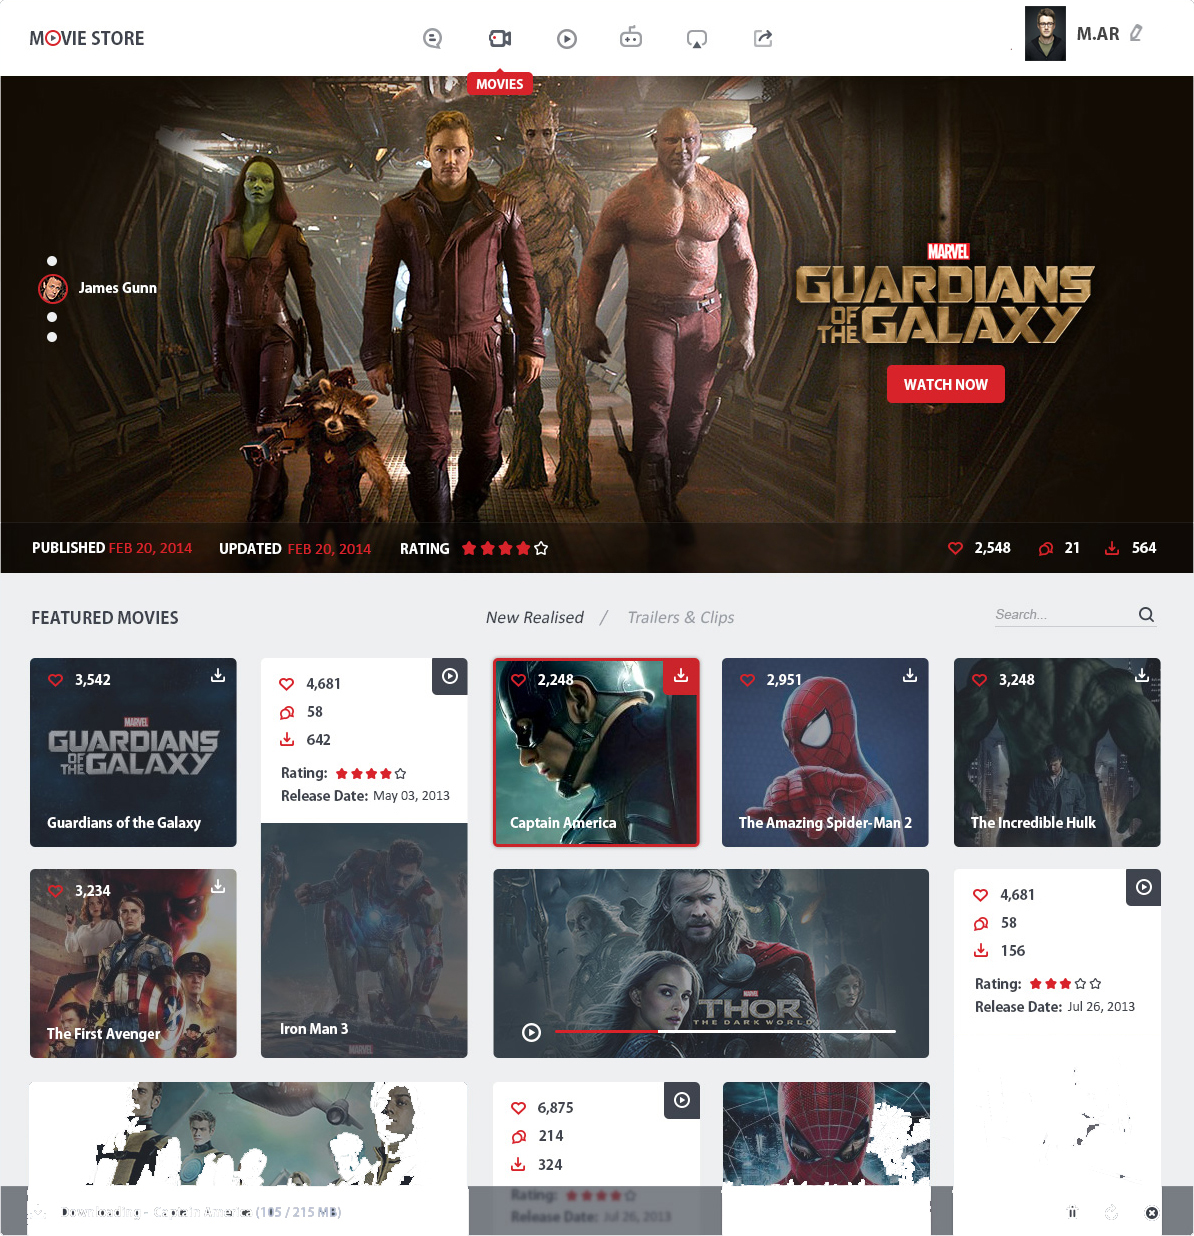 MOVIE STORE
M.AR
MOVIES
James Gunn
MARVEL
GUARDIANS
OF THE GALAXY
WATCH NOW
PUBLISHED FEB 20, 2014 UPDATED FEB 20, 2014 RATING 2,548 21 564
FEATURED MOVIES New Realised / Trailers & Clips Search...
3,542
MARVEL
GUARDIANS
OF THE GALAXY
Guardians of the Galaxy
4,681
58
642
Rating:
Release Date: May 03, 2013
Iron Man 3
MARVEL
2,248
Captain America
2,951
The Amazing Spider-Man 2
3,248
The Incredible Hulk
3,234
The First Avenger
MARVEL
THOR
THE DARK WORLD
4,681
58
156
Rating:
Release Date: Jul 26, 2013
6,875
214
324
Rating:
Release Date: Jul 26, 2013
Downloading - Captain America (105 / 215 MB)